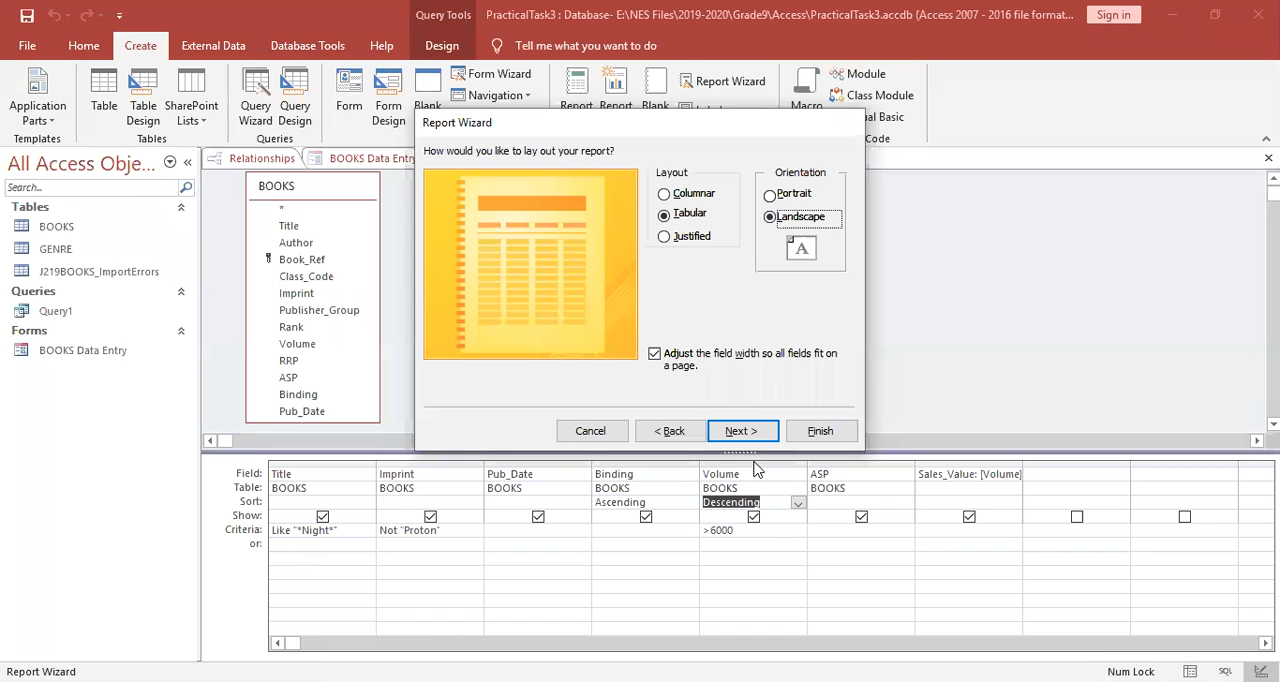 Query Tools PracticalTask3 : Database- E:\NES Files\2019-2020\Grade9\Access\PracticalTask3.accdb (Access 2007 - 2016 file format... Sign in
File Home Create External Data Database Tools Help Design Tell me what you want to do
Application Parts
Templates
Table
Table Design
SharePoint Lists
Tables
Query Wizard
Query Design
Queries
Form
Form Design
Blank
Form Wizard
Navigation
Report
Report
Blank
Report Wizard
Macro
Module
Class Module
al Basic
Code
All Access Obje...
Search...
Tables
BOOKS
GENRE
J219BOOKS_ImportErrors
Queries
Query1
Forms
BOOKS Data Entry
Relationships
BOOKS Data Entry
BOOKS
*
Title
Author
Book_Ref
Class_Code
Imprint
Publisher_Group
Rank
Volume
RRP
ASP
Binding
Pub_Date
Report Wizard
How would you like to lay out your report?
Layout
Columnar
Tabular
Justified
Orientation
Portrait
Landscape
A
Adjust the field width so all fields fit on
a page.
Cancel < Back Next > Finish
Field: Title Imprint Pub_Date Binding Volume ASP Sales_Value: [Volume]
Table: BOOKS BOOKS BOOKS BOOKS BOOKS BOOKS
Sort: Ascending Descending
Show:
Criteria: Like "*Night*" Not "Proton" >6000
or:
Report Wizard Num Lock SQL